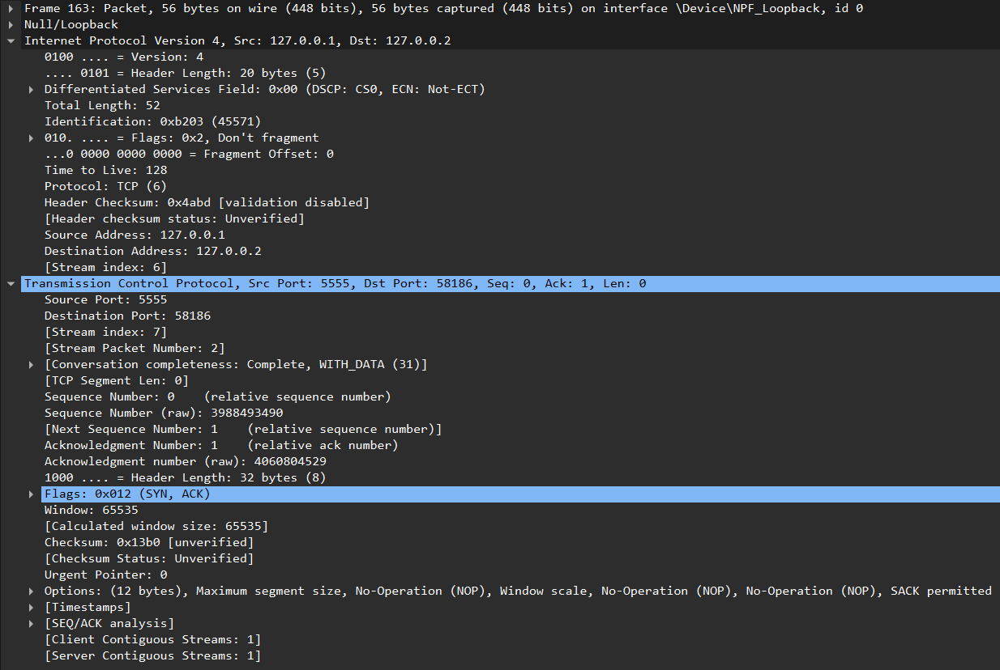 Frame 163: Packet, 56 bytes on wire (448 bits), 56 bytes captured (448 bits) on interface \Device\NPF_Loopback, id 0
Null/Loopback
Internet Protocol Version 4, Src: 127.0.0.1, Dst: 127.0.0.2
0100 .... = Version: 4
.... 0101 = Header Length: 20 bytes (5)
Differentiated Services Field: 0x00 (DSCP: CS0, ECN: Not-ECT)
Total Length: 52
Identification: 0xb203 (45571)
010. .... = Flags: 0x2, Don't fragment
...0 0000 0000 0000 = Fragment Offset: 0
Time to Live: 128
Protocol: TCP (6)
Header Checksum: 0x4abd [validation disabled]
[Header checksum status: Unverified]
Source Address: 127.0.0.1
Destination Address: 127.0.0.2
[Stream index: 6]
Transmission Control Protocol, Src Port: 5555, Dst Port: 58186, Seq: 0, Ack: 1, Len: 0
Source Port: 5555
Destination Port: 58186
[Stream index: 7]
[Stream Packet Number: 2]
[Conversation completeness: Complete, WITH_DATA (31)]
[TCP Segment Len: 0]
Sequence Number: 0    (relative sequence number)
Sequence Number (raw): 3988493490
[Next Sequence Number: 1    (relative sequence number)]
Acknowledgment Number: 1    (relative ack number)
Acknowledgment number (raw): 4060804529
1000 .... = Header Length: 32 bytes (8)
Flags: 0x012 (SYN, ACK)
Window: 65535
[Calculated window size: 65535]
Checksum: 0x13b0 [unverified]
[Checksum Status: Unverified]
Urgent Pointer: 0
Options: (12 bytes), Maximum segment size, No-Operation (NOP), Window scale, No-Operation (NOP), No-Operation (NOP), SACK permitted
[Timestamps]
[SEQ/ACK analysis]
[Client Contiguous Streams: 1]
[Server Contiguous Streams: 1]